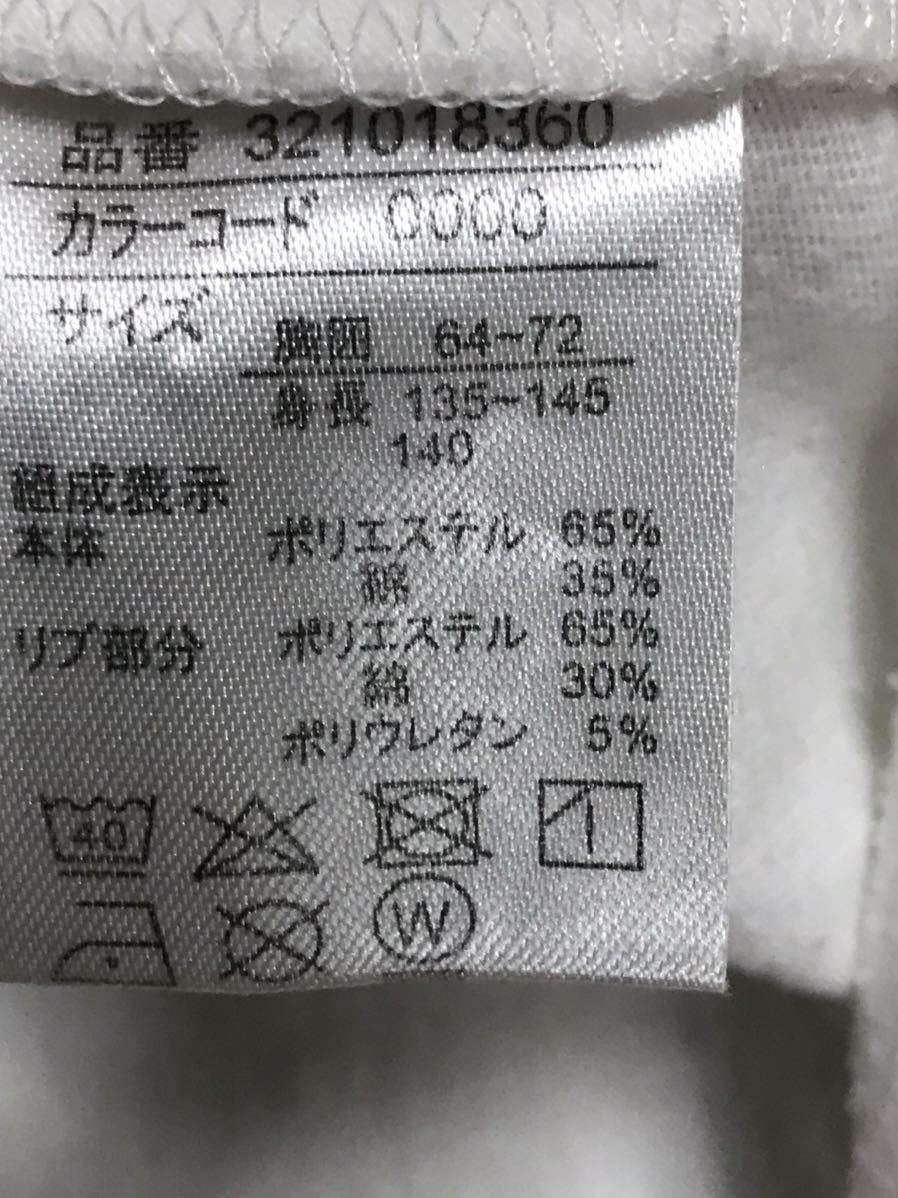 品番 321018360
カラーコード 0000
サイズ 胸囲 64~72
身長 135~145
140
組成表示
本体 ポリエステル 65%
綿 35%
リブ部分 ポリエステル 65%
綿 30%
ポリウレタン 5%
40
W